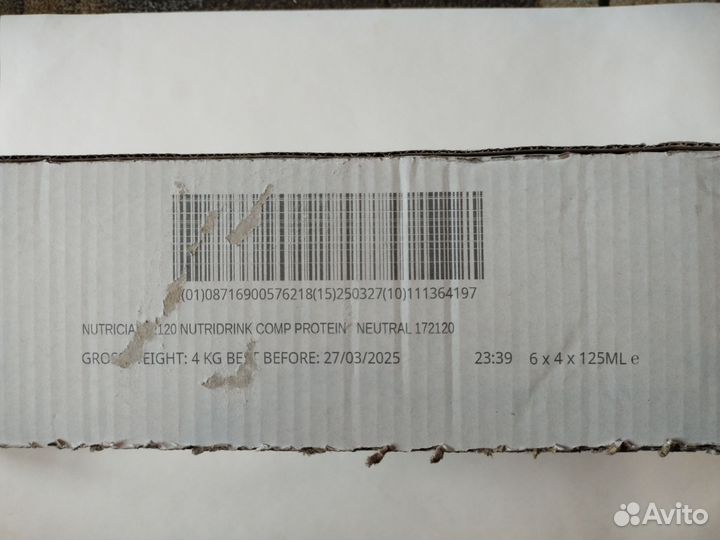 (01)08716900576218(15)250327(10)111364197
NUTRICIA 120 NUTRIDRINK COMP PROTEIN NEUTRAL 172120
GROSS WEIGHT: 4 KG BEST BEFORE: 27/03/2025 23:39 6 x 4 x 125ML e
Avito